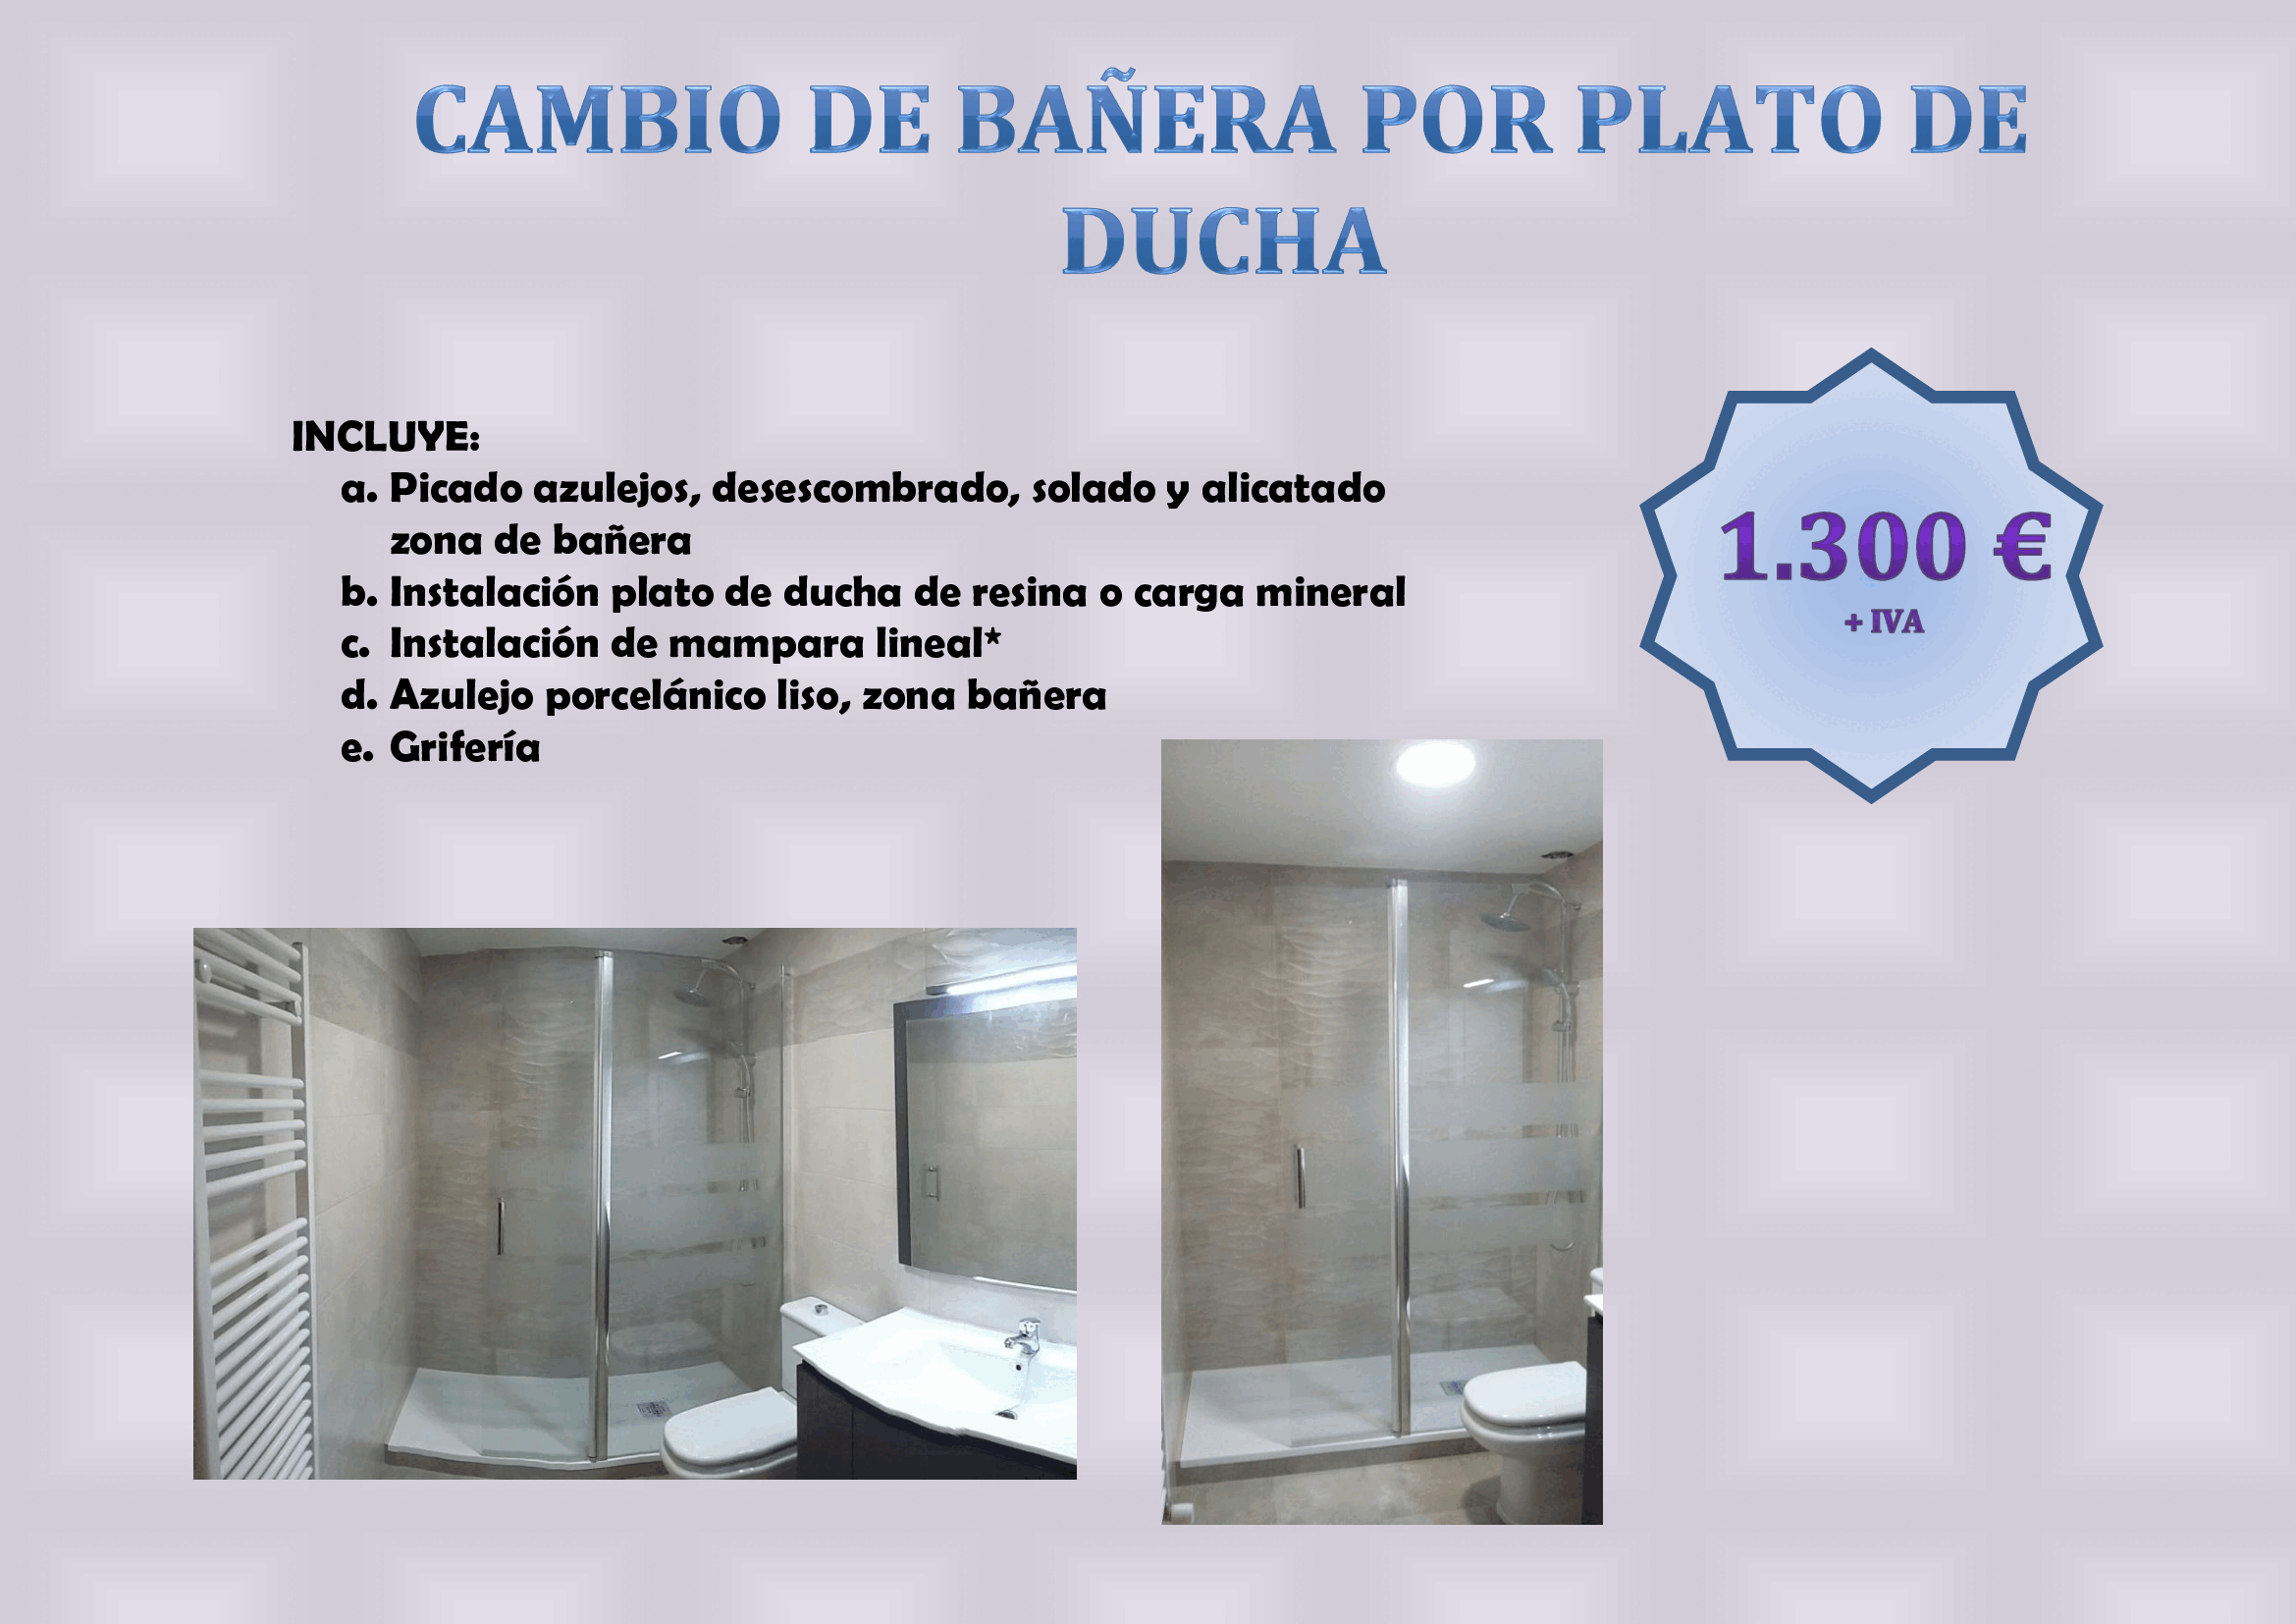 CAMBIO DE BAÑERA POR PLATO DE
DUCHA
INCLUYE:
a. Picado azulejos, desescombrado, solado y alicatado
zona de bañera
b. Instalación plato de ducha de resina o carga mineral
c. Instalación de mampara lineal*
d. Azulejo porcelánico liso, zona bañera
e. Grifería
1.300 €
+ IVA